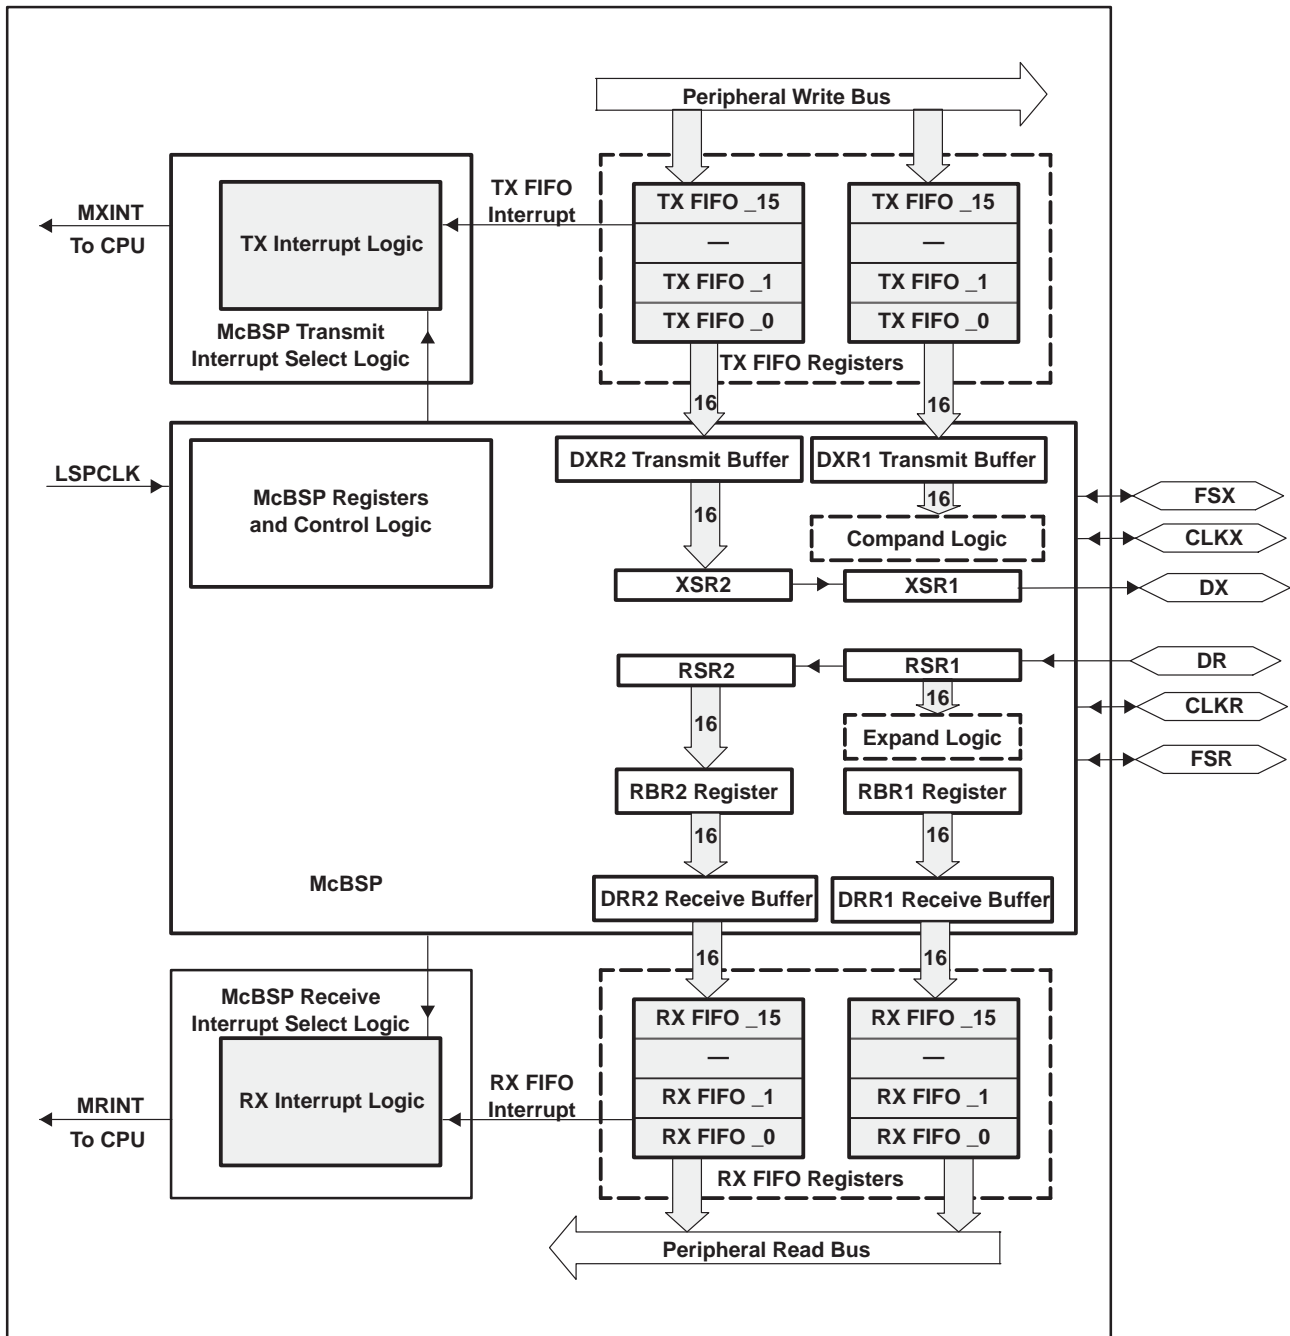 Peripheral Write Bus
MXINT
To CPU
TX Interrupt Logic
McBSP Transmit
Interrupt Select Logic
TX FIFO
Interrupt
TX FIFO _15
—
TX FIFO _1
TX FIFO _0
TX FIFO _15
—
TX FIFO _1
TX FIFO _0
TX FIFO Registers
16
16
LSPCLK
McBSP Registers
and Control Logic
DXR2 Transmit Buffer
DXR1 Transmit Buffer
16
16
Compand Logic
XSR2
XSR1
FSX
CLKX
DX
RSR2
RSR1
DR
16
16
Expand Logic
CLKR
FSR
RBR2 Register
RBR1 Register
16
16
McBSP
DRR2 Receive Buffer
DRR1 Receive Buffer
16
16
McBSP Receive
Interrupt Select Logic
RX Interrupt Logic
MRINT
To CPU
RX FIFO
Interrupt
RX FIFO _15
—
RX FIFO _1
RX FIFO _0
RX FIFO _15
—
RX FIFO _1
RX FIFO _0
RX FIFO Registers
Peripheral Read Bus